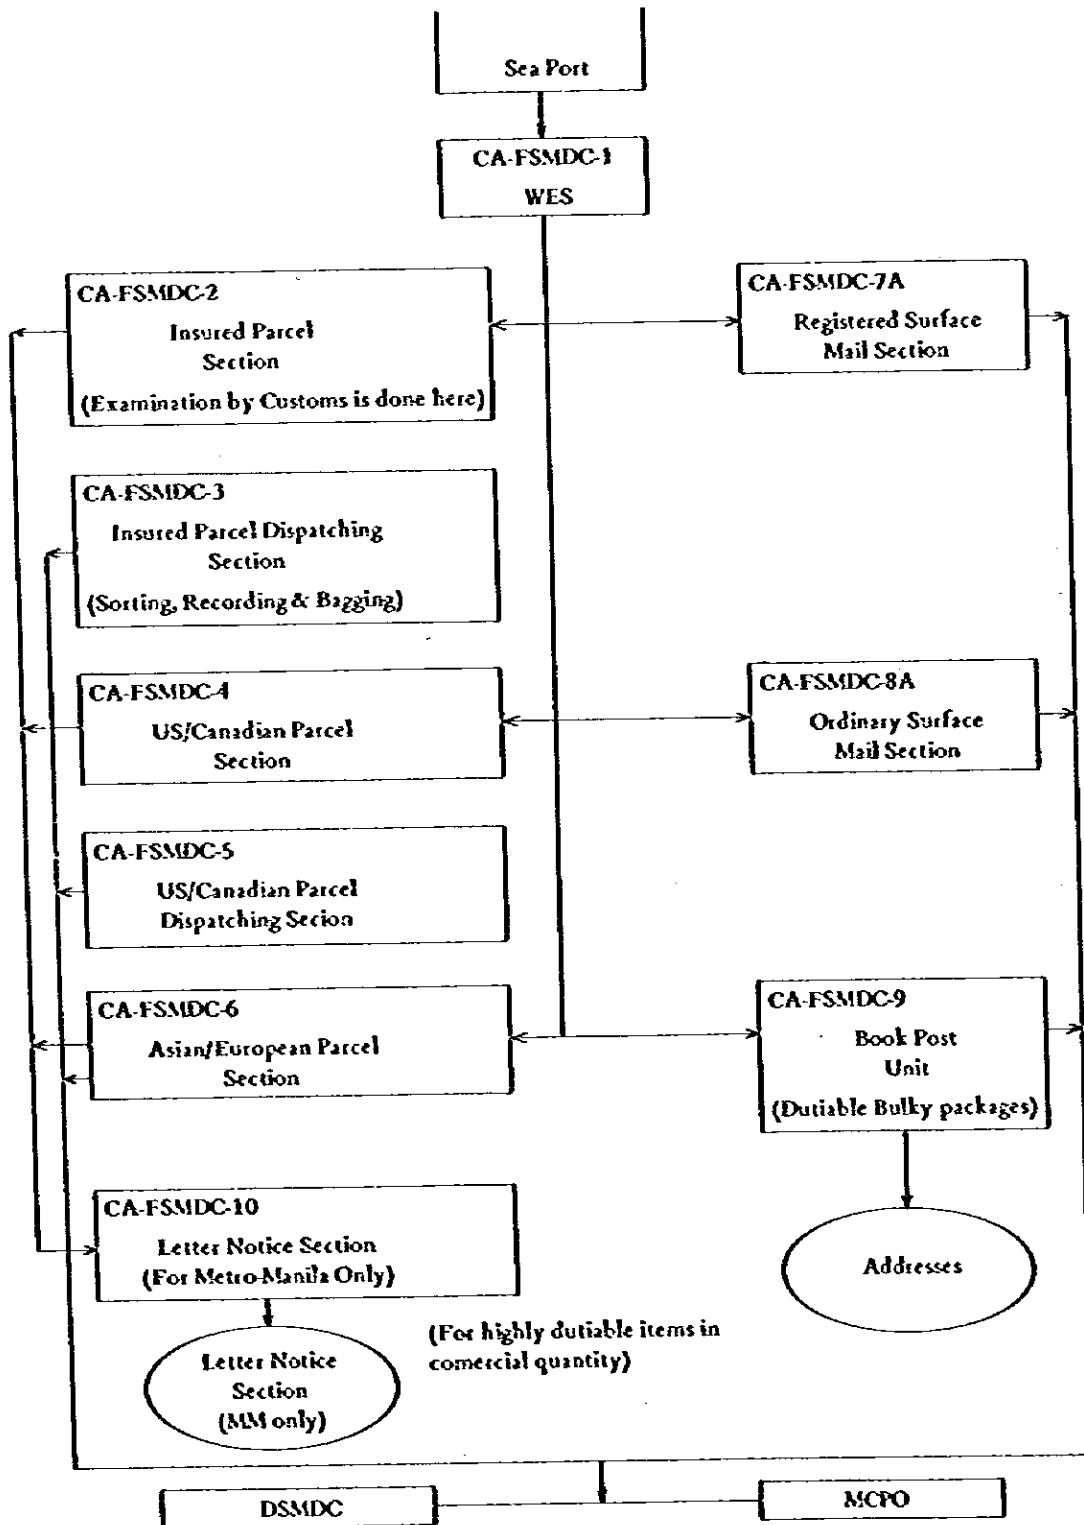 Sea Port
CA-FSMDC-1
WES
CA-FSMDC-2
Insured Parcel
Section
(Examination by Customs is done here)
CA-FSMDC-7A
Registered Surface
Mail Section
CA-FSMDC-3
Insured Parcel Dispatching
Section
(Sorting, Recording & Bagging)
CA-FSMDC-4
US/Canadian Parcel
Section
CA-FSMDC-8A
Ordinary Surface
Mail Section
CA-FSMDC-5
US/Canadian Parcel
Dispatching Secion
CA-FSMDC-6
Asian/European Parcel
Section
CA-FSMDC-9
Book Post
Unit
(Dutiable Bulky packages)
CA-FSMDC-10
Letter Notice Section
(For Metro-Manila Only)
Addresses
(For highly dutiable items in
comercial quantity)
Letter Notice
Section
(MM only)
DSMDC
MCPO